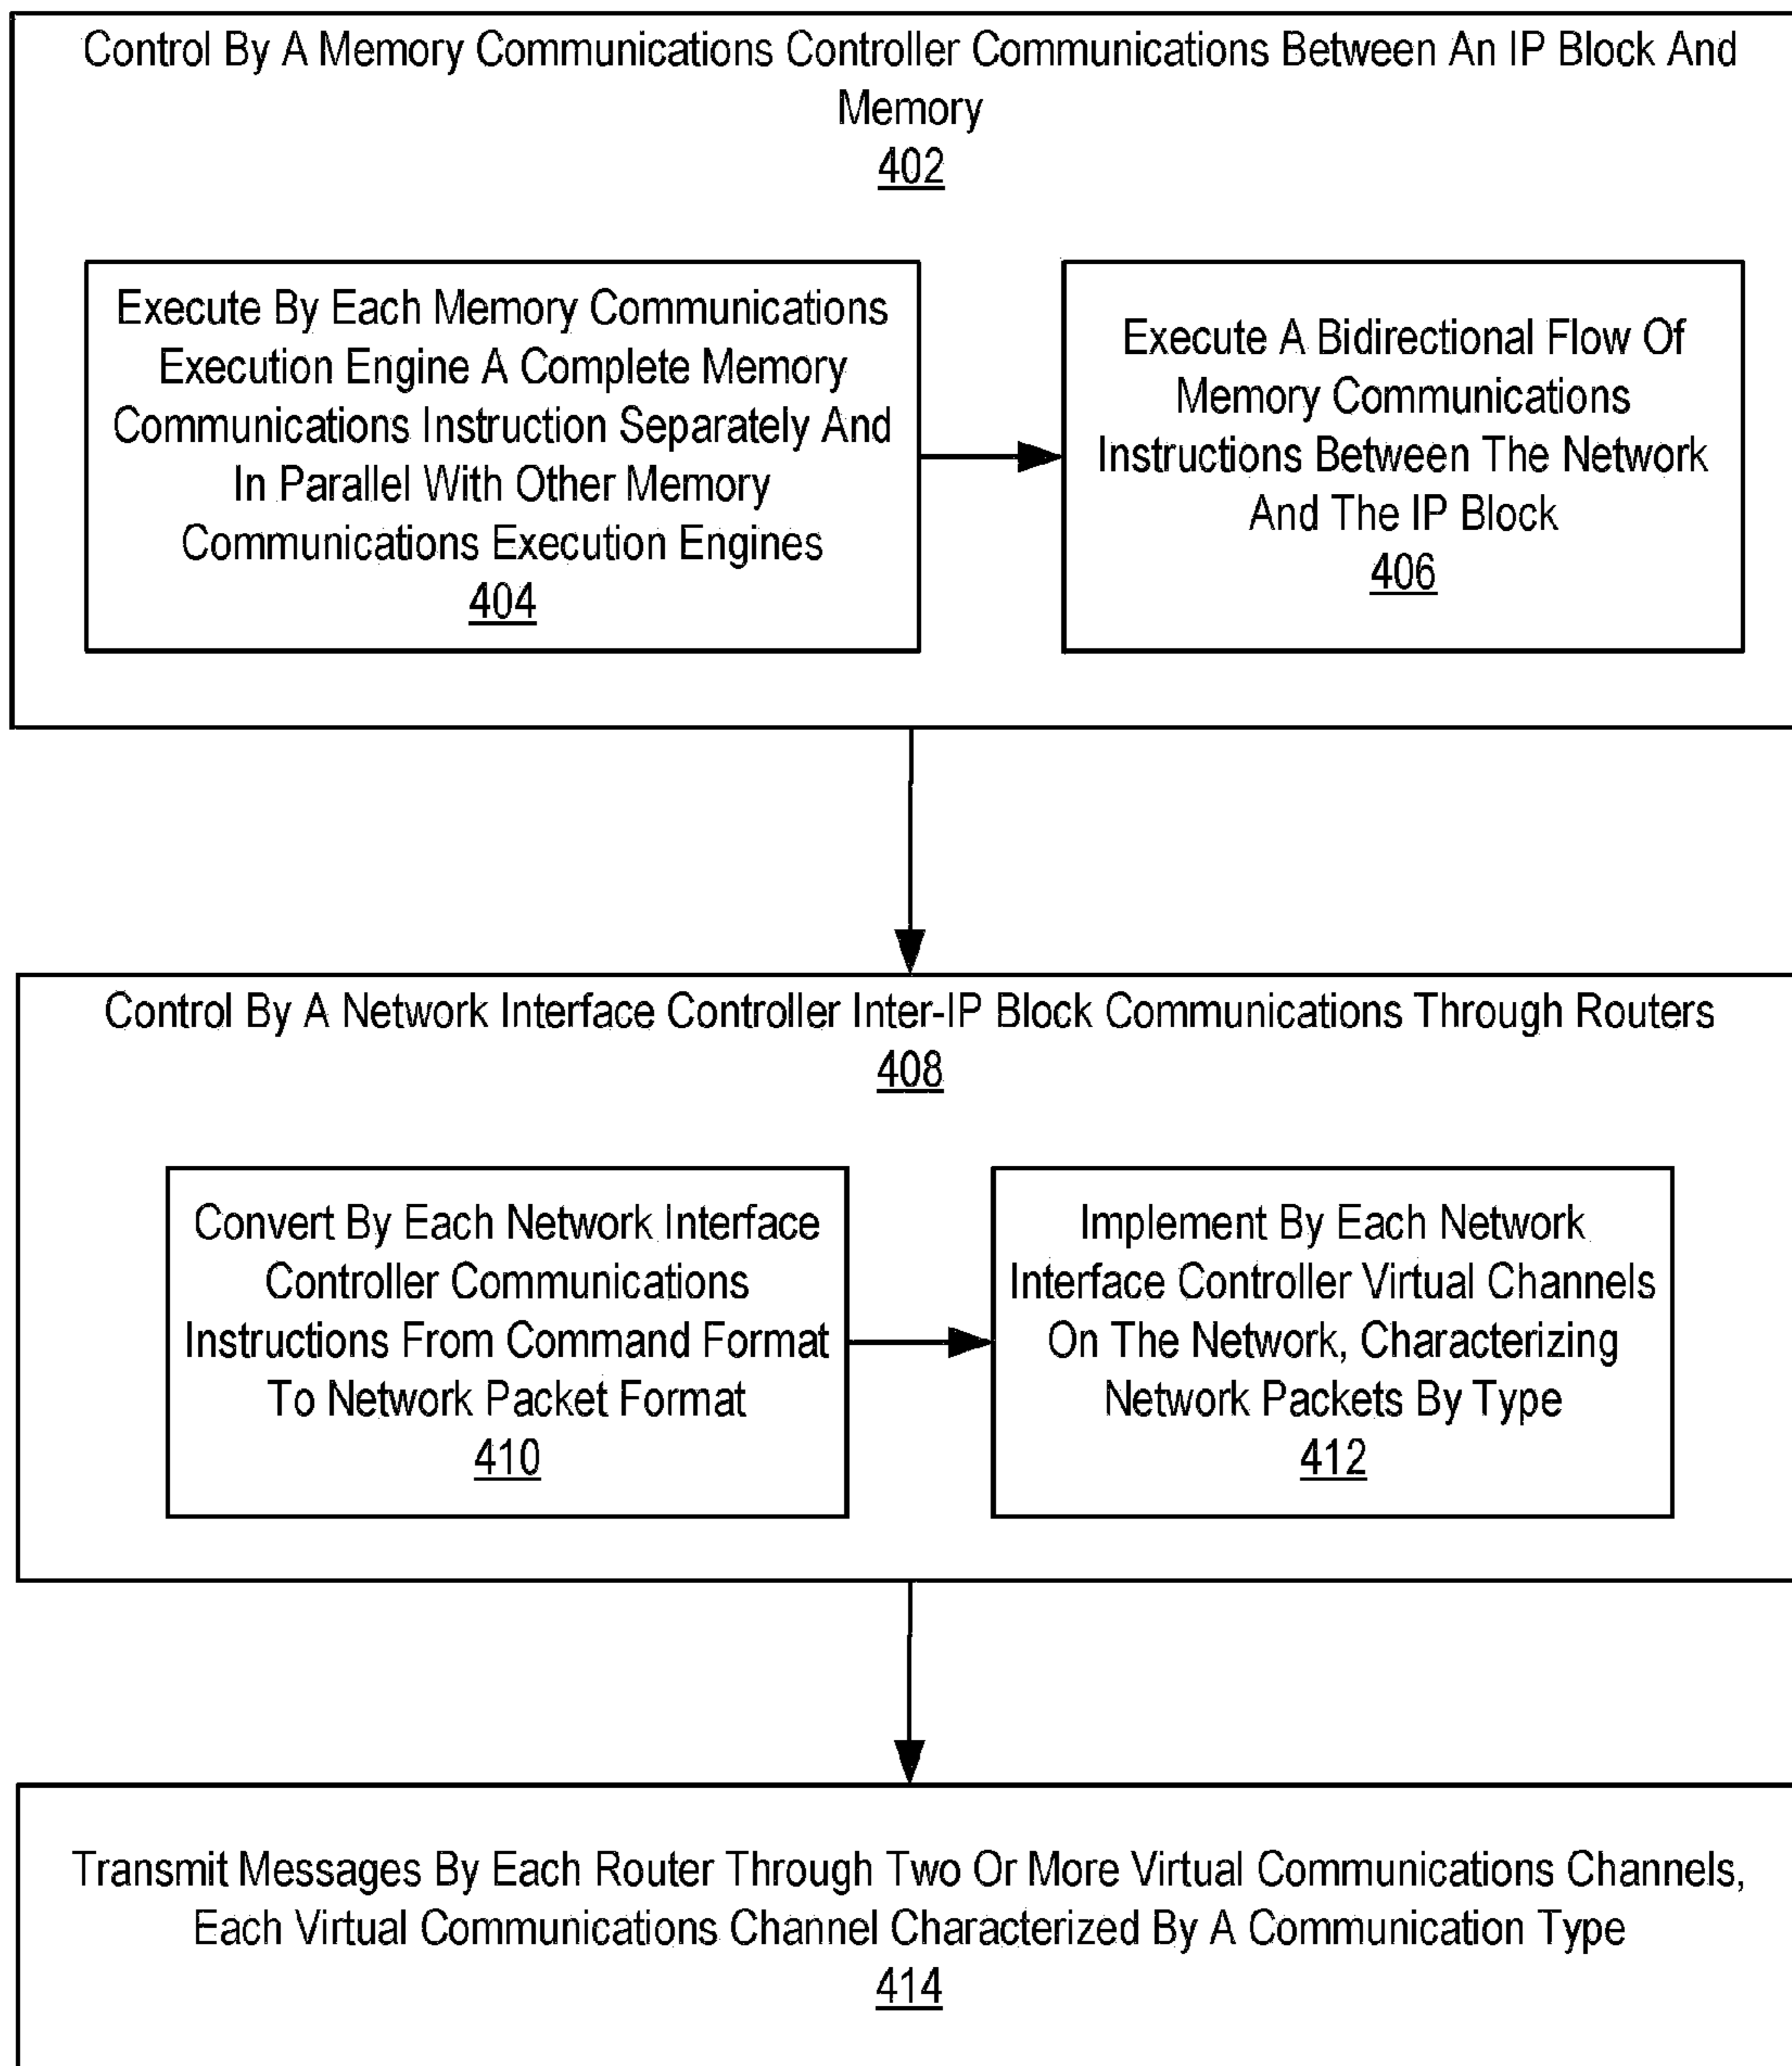 Control By A Memory Communications Controller Communications Between An IP Block And
Memory
402
Execute By Each Memory Communications
Execution Engine A Complete Memory
Communications Instruction Separately And
In Parallel With Other Memory
Communications Execution Engines
404
Execute A Bidirectional Flow Of
Memory Communications
Instructions Between The Network
And The IP Block
406
Control By A Network Interface Controller Inter-IP Block Communications Through Routers
408
Convert By Each Network Interface
Controller Communications
Instructions From Command Format
To Network Packet Format
410
Implement By Each Network
Interface Controller Virtual Channels
On The Network, Characterizing
Network Packets By Type
412
Transmit Messages By Each Router Through Two Or More Virtual Communications Channels,
Each Virtual Communications Channel Characterized By A Communication Type
414